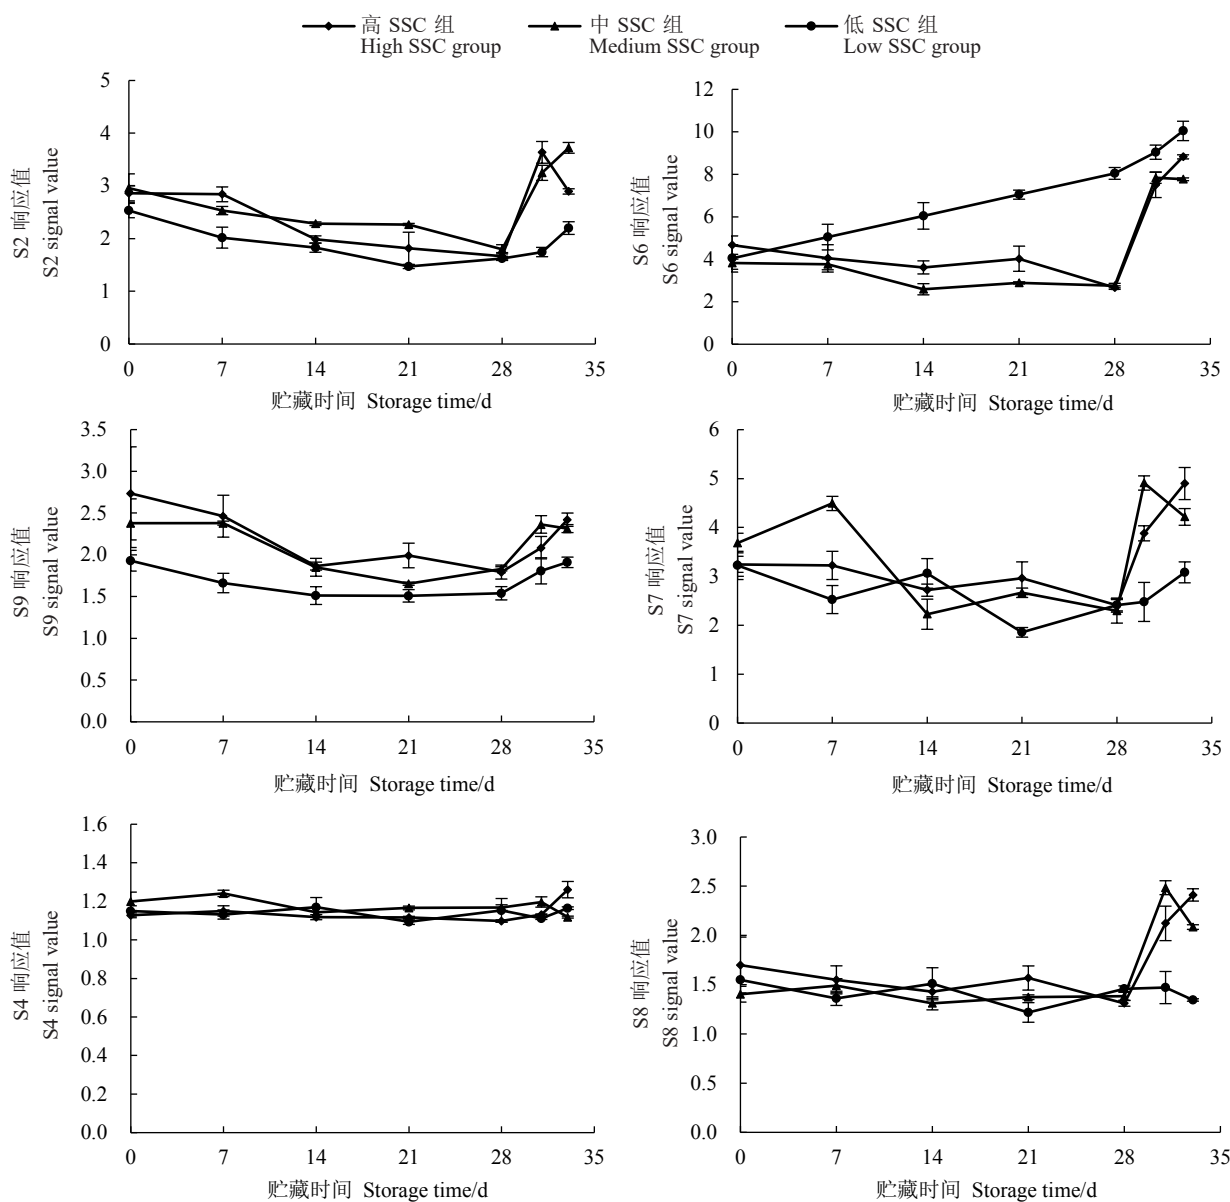 高 SSC 组
High SSC group
中 SSC 组
Medium SSC group
低 SSC 组
Low SSC group
S2 响应值
S2 signal value
5
4
3
2
1
0
0 7 14 21 28 35
贮藏时间 Storage time/d
S6 响应值
S6 signal value
12
10
8
6
4
2
0
0 7 14 21 28 35
贮藏时间 Storage time/d
S9 响应值
S9 signal value
3.5
3.0
2.5
2.0
1.5
1.0
0.5
0.0
0 7 14 21 28 35
贮藏时间 Storage time/d
S7 响应值
S7 signal value
6
5
4
3
2
1
0
0 7 14 21 28 35
贮藏时间 Storage time/d
S4 响应值
S4 signal value
1.6
1.4
1.2
1.0
0.8
0.6
0.4
0.2
0.0
0 7 14 21 28 35
贮藏时间 Storage time/d
S8 响应值
S8 signal value
3.0
2.5
2.0
1.5
1.0
0.5
0.0
0 7 14 21 28 35
贮藏时间 Storage time/d